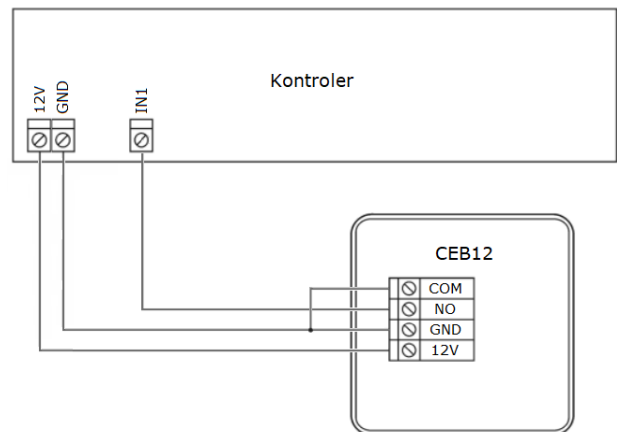 12V
GND
IN1
Kontroler
CEB12
COM
NO
GND
12V